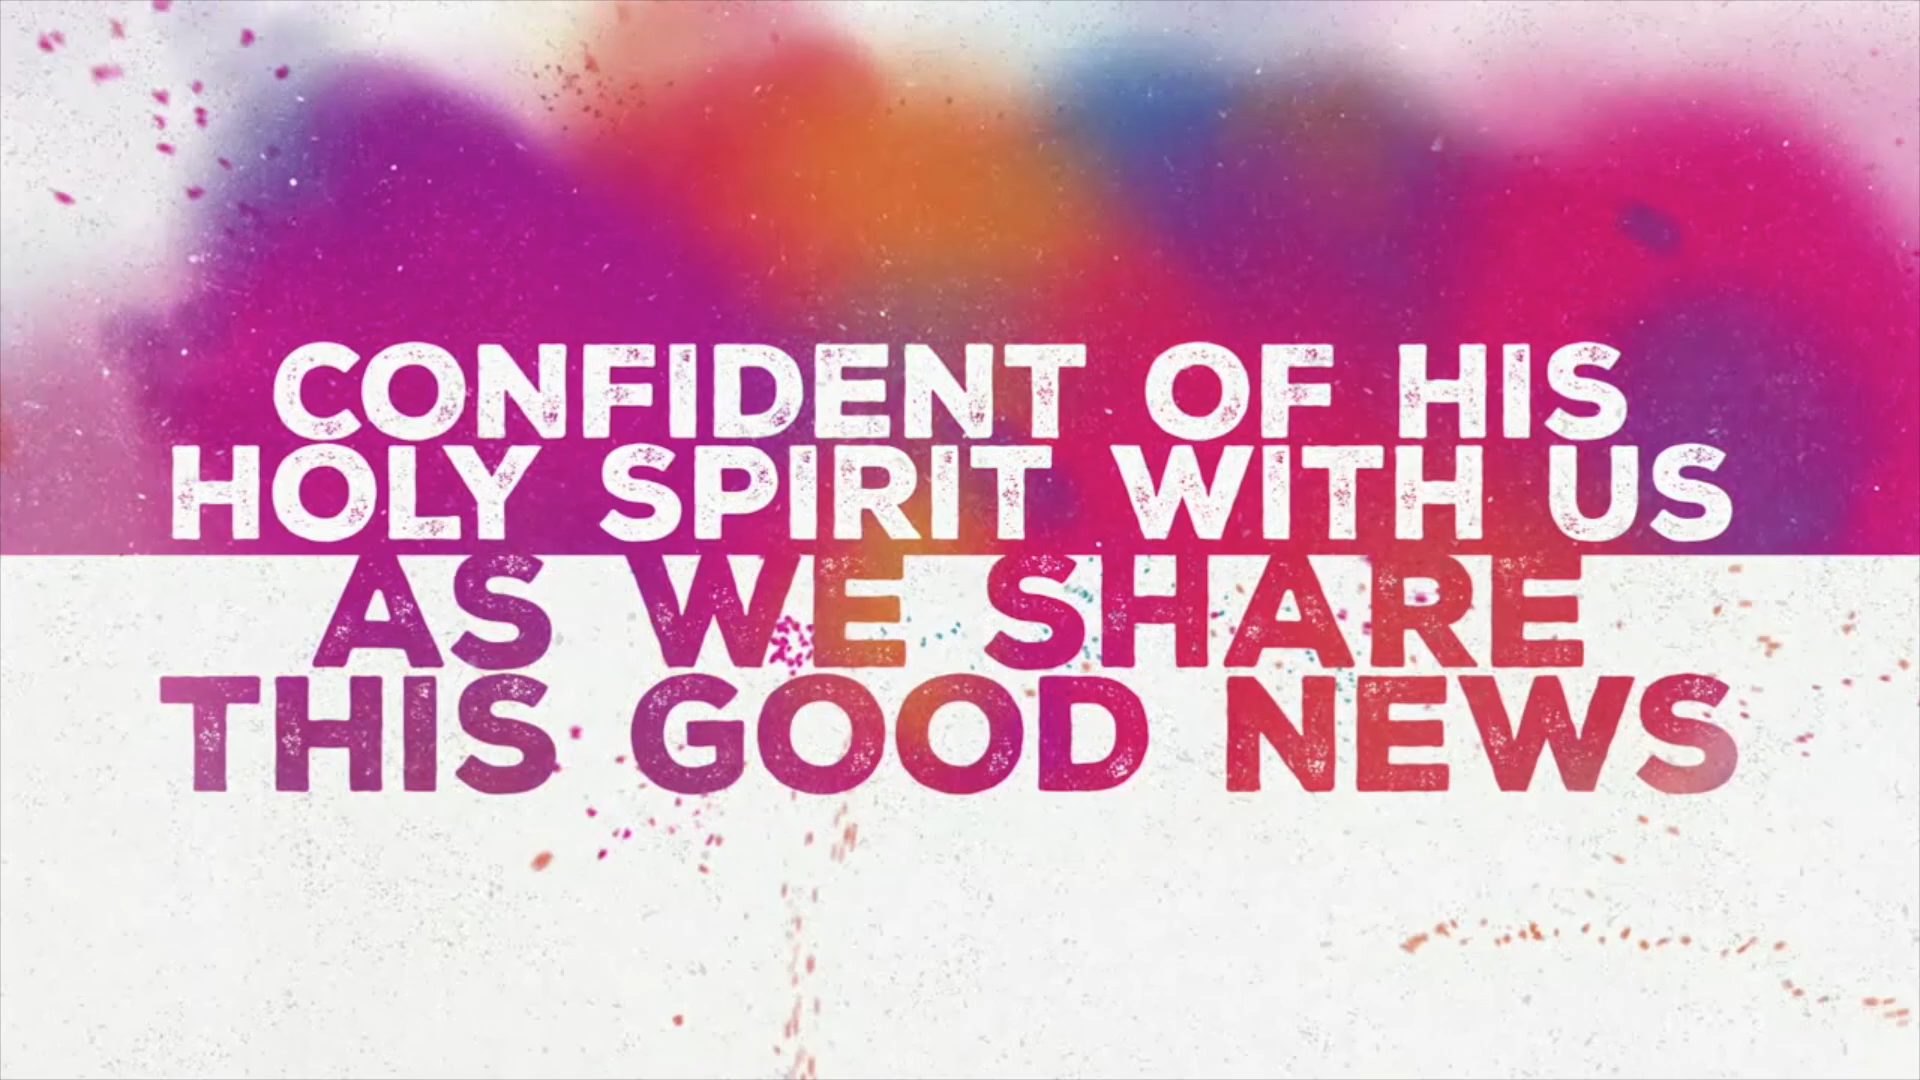 CONFIDENT OF HIS
HOLY SPIRIT WITH US
AS WE SHARE
THIS GOOD NEWS